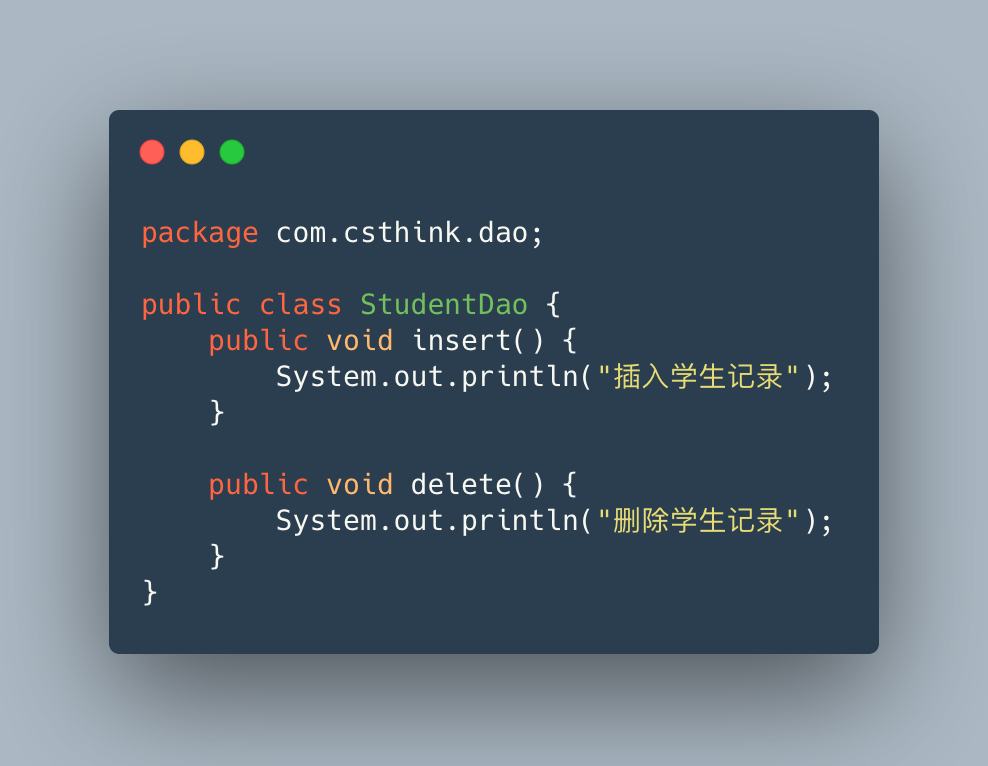 package com.csthink.dao;

public class StudentDao {
    public void insert() {
        System.out.println("插入学生记录");
    }

    public void delete() {
        System.out.println("删除学生记录");
    }
}